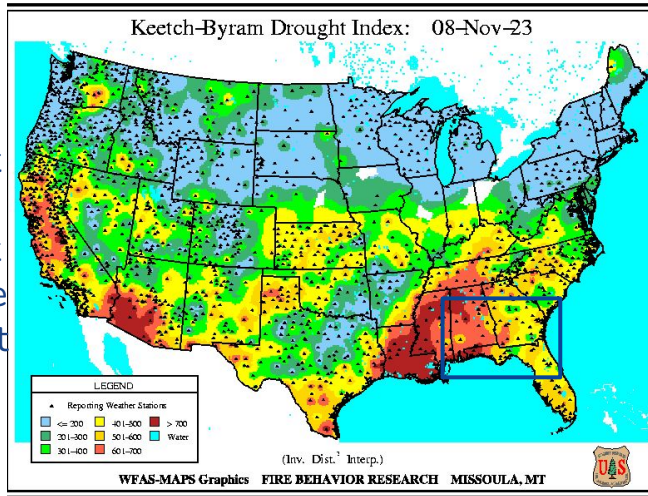 Keetch-Byram Drought Index: 08-Nov-23
LEGEND
Reporting Weather Stations
<= 200 401-500 > 700
201-300 501-600 Water
301-400 601-700
(Inv. Dist.² Interp.)
WFAS-MAPS Graphics FIRE BEHAVIOR RESEARCH MISSOULA, MT
UAS
e
t